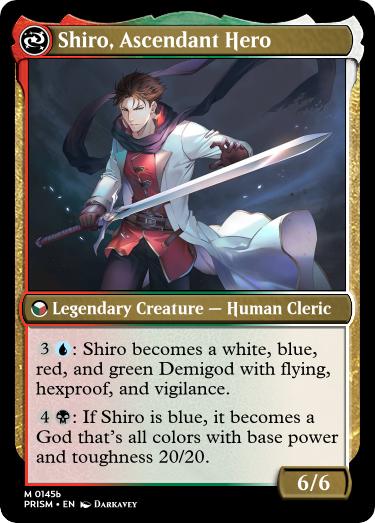 Shiro, Ascendant Hero
Legendary Creature — Human Cleric
3 : Shiro becomes a white, blue,
red, and green Demigod with flying,
hexproof, and vigilance.
4 : If Shiro is blue, it becomes a
God that's all colors with base power
and toughness 20/20.
6/6
M 0145b
PRISM • EN Darkavey